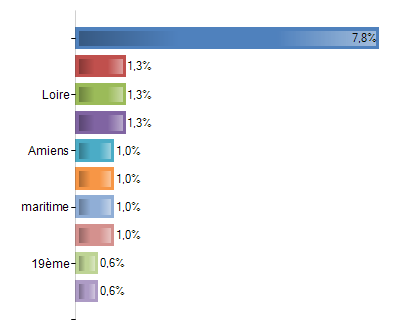 7,8%
1,3%
Loire 1,3%
1,3%
Amiens 1,0%
1,0%
maritime 1,0%
1,0%
19ème 0,6%
0,6%